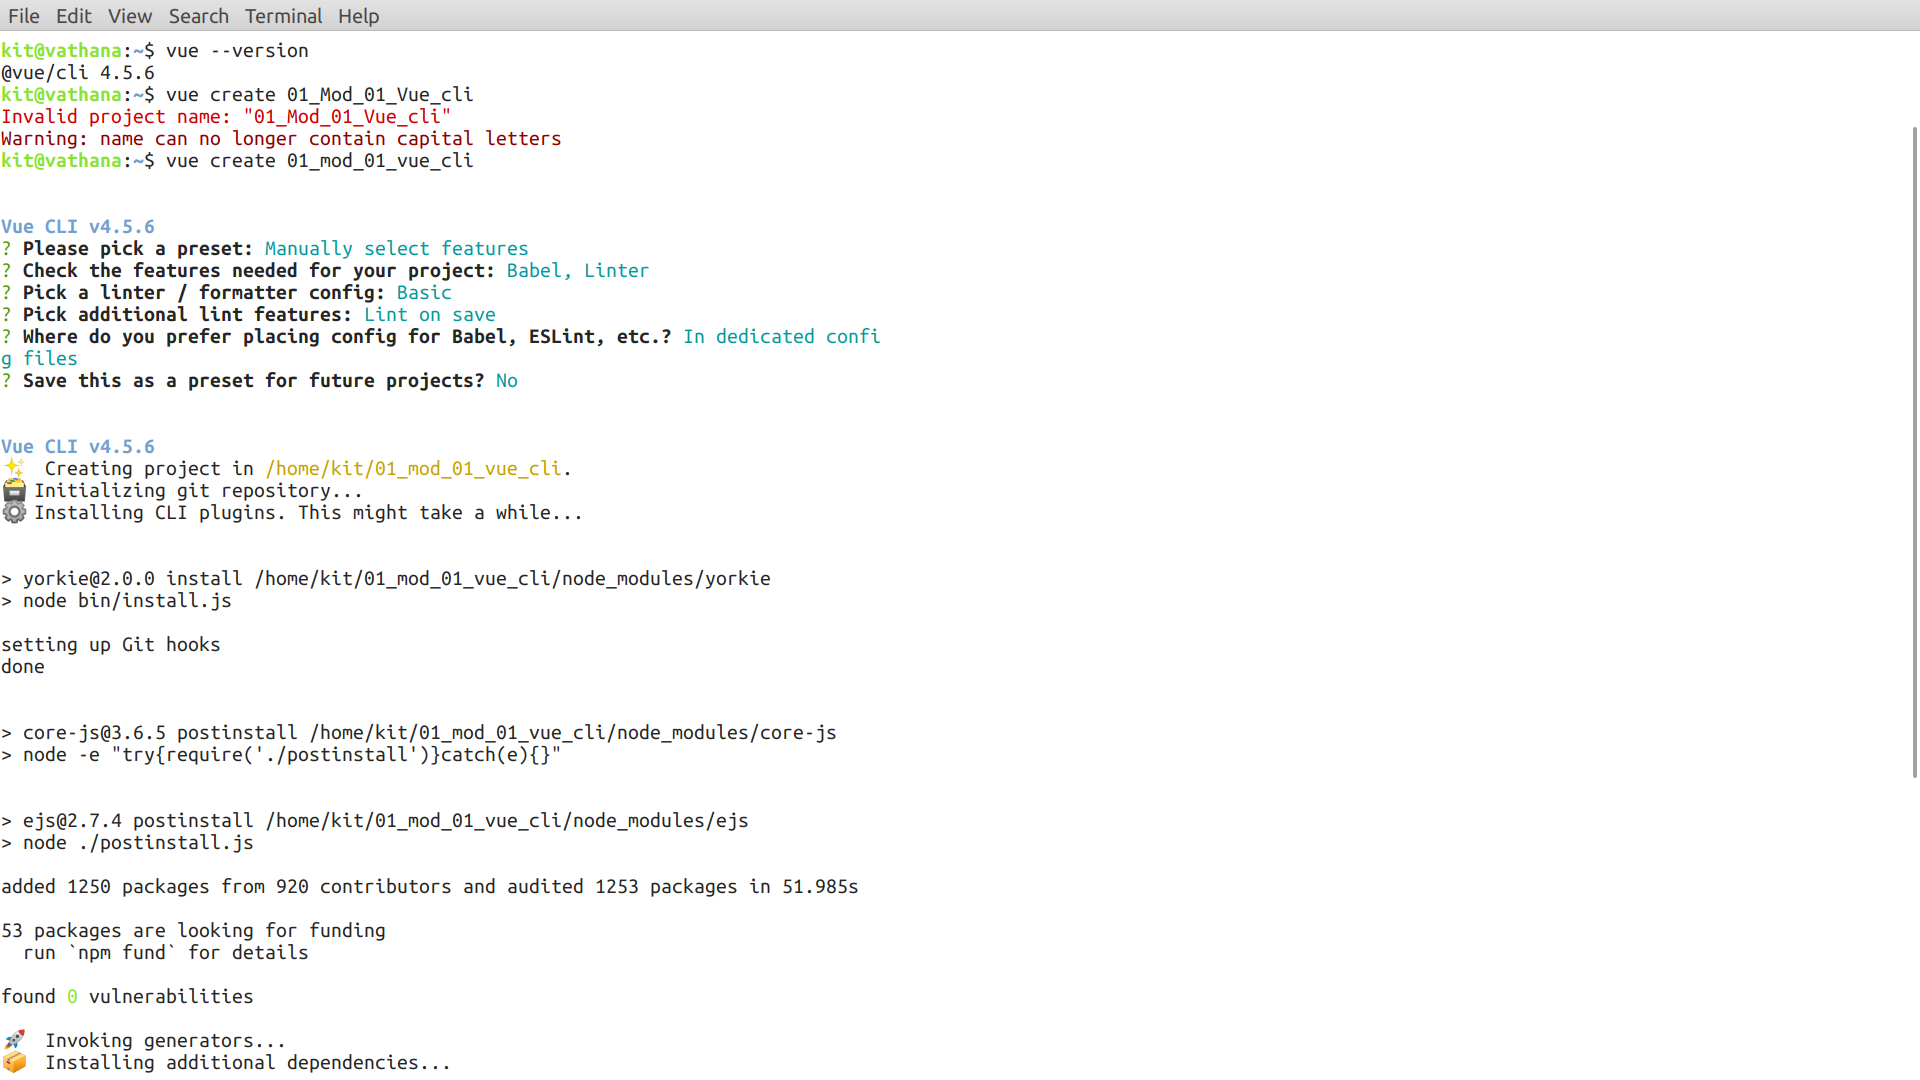 File Edit View Search Terminal Help
kit@vathana:~$ vue --version
@vue/cli 4.5.6
kit@vathana:~$ vue create 01_Mod_01_Vue_cli
Invalid project name: "01_Mod_01_Vue_cli"
Warning: name can no longer contain capital letters
kit@vathana:~$ vue create 01_mod_01_vue_cli
Vue CLI v4.5.6
? Please pick a preset: Manually select features
? Check the features needed for your project: Babel, Linter
? Pick a linter / formatter config: Basic
? Pick additional lint features: Lint on save
? Where do you prefer placing config for Babel, ESLint, etc.? In dedicated confi
g files
? Save this as a preset for future projects? No
Vue CLI v4.5.6
Creating project in /home/kit/01_mod_01_vue_cli.
Initializing git repository...
Installing CLI plugins. This might take a while...
> yorkie@2.0.0 install /home/kit/01_mod_01_vue_cli/node_modules/yorkie
> node bin/install.js
setting up Git hooks
done
> core-js@3.6.5 postinstall /home/kit/01_mod_01_vue_cli/node_modules/core-js
> node -e "try{require('./postinstall')}catch(e){}"
> ejs@2.7.4 postinstall /home/kit/01_mod_01_vue_cli/node_modules/ejs
> node ./postinstall.js
added 1250 packages from 920 contributors and audited 1253 packages in 51.985s
53 packages are looking for funding
  run `npm fund` for details
found 0 vulnerabilities
Invoking generators...
Installing additional dependencies...